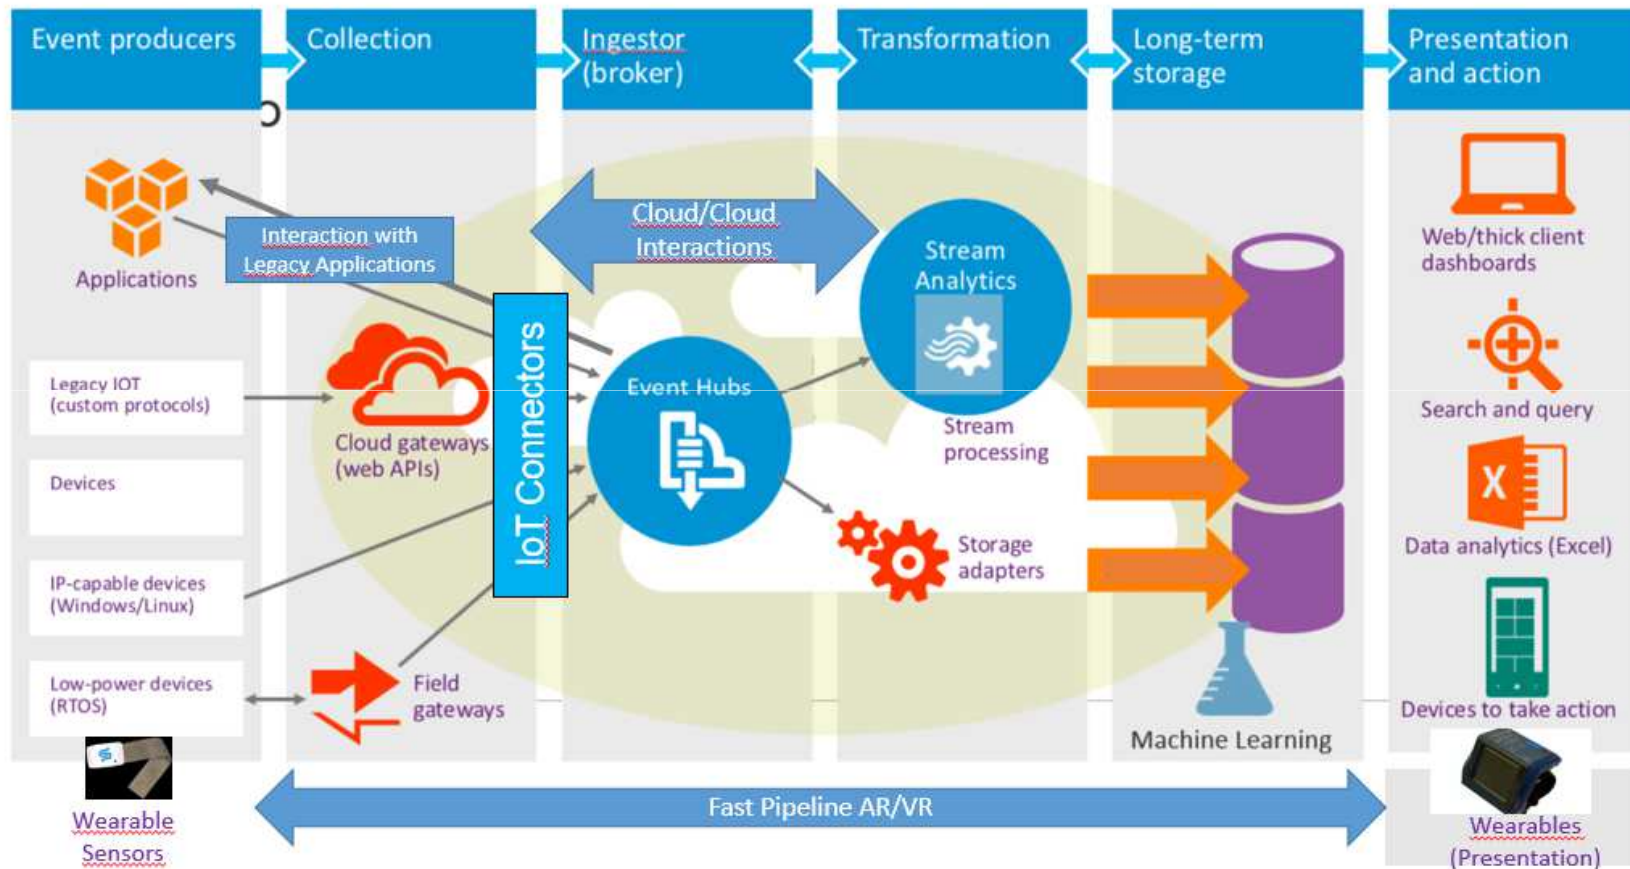 Event producers
Collection
Ingestor
(broker)
Transformation
Long-term
storage
Presentation
and action
Applications
Interaction with
Legacy Applications
Cloud/Cloud
Interactions
IoT Connectors
Legacy IOT
(custom protocols)
Devices
IP-capable devices
(Windows/Linux)
Low-power devices
(RTOS)
Cloud gateways
(web APIs)
Field
gateways
Event Hubs
Stream
Analytics
Stream
processing
Storage
adapters
Machine Learning
Web/thick client
dashboards
Search and query
X
Data analytics (Excel)
Devices to take action
Wearable
Sensors
Fast Pipeline AR/VR
Wearables
(Presentation)